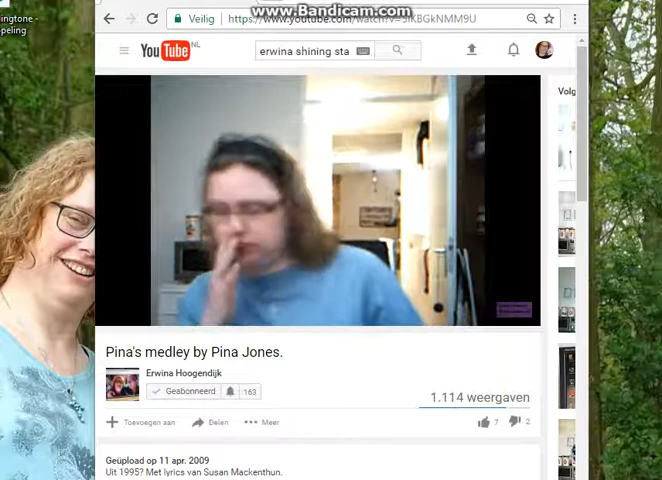 www.Bandicam.com
ingtone -
peling
Veilig
https://www.youtube.com/watch?v=
YouTube NL
erwina shining sta
Volg
Pina's medley by Pina Jones.
Erwina Hoogendijk
Geabonneerd
163
1.114 weergaven
Toevoegen aan
Delen
Meer
7
2
Geüpload op 11 apr. 2009
Uit 1995? Met lyrics van Susan Mackenthun.